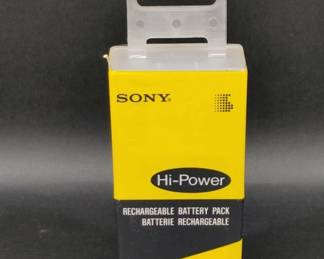 SONY®
Hi-Power
RECHARGEABLE BATTERY PACK
BATTERIE RECHARGEABLE